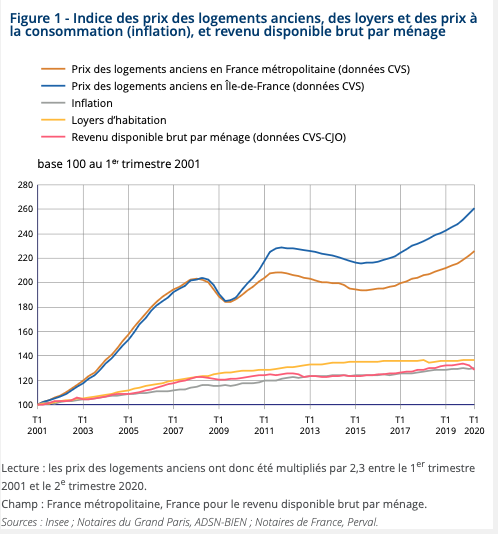 Figure 1 - Indice des prix des logements anciens, des loyers et des prix à
la consommation (inflation), et revenu disponible brut par ménage
Prix des logements anciens en France métropolitaine (données CVS)
Prix des logements anciens en Île-de-France (données CVS)
Inflation
Loyers d'habitation
Revenu disponible brut par ménage (données CVS-CJO)
base 100 au 1er trimestre 2001
280
260
240
220
200
180
160
140
120
100
T1 T1 T1 T1 T1 T1 T1 T1 T1 T1 T1
2001 2003 2005 2007 2009 2011 2013 2015 2017 2019 2020
Lecture : les prix des logements anciens ont donc été multipliés par 2,3 entre le 1er trimestre
2001 et le 2e trimestre 2020.
Champ : France métropolitaine, France pour le revenu disponible brut par ménage.
Sources : Insee ; Notaires du Grand Paris, ADSN-BIEN ; Notaires de France, Perval.